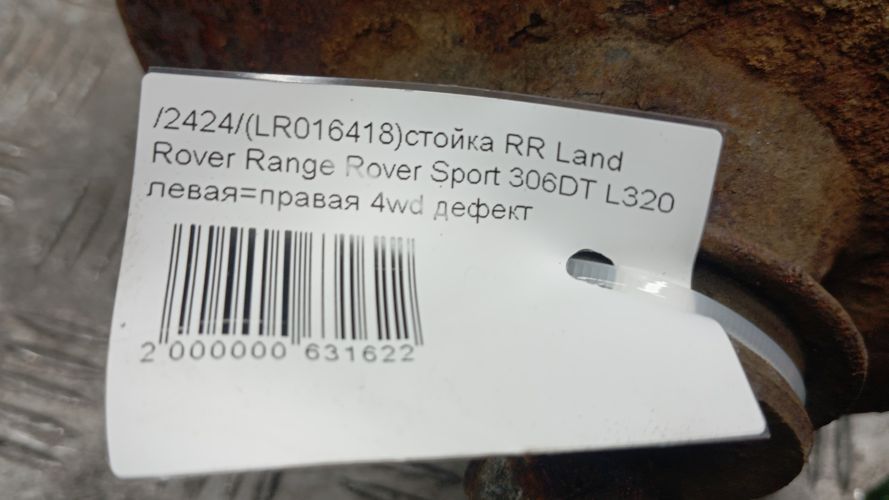 /2424/(LR016418)стойка RR Land
Rover Range Rover Sport 306DT L320
левая=правая 4wd дефект
2 000000 631622